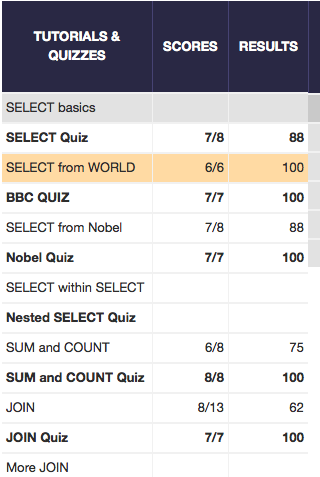 TUTORIALS & SCORES RESULTS
QUIZZES
SELECT basics
SELECT Quiz 7/8 88
SELECT from WORLD 6/6 100
BBC QUIZ 7/7 100
SELECT from Nobel 7/8 88
Nobel Quiz 7/7 100
SELECT within SELECT
Nested SELECT Quiz
SUM and COUNT 6/8 75
SUM and COUNT Quiz 8/8 100
JOIN 8/13 62
JOIN Quiz 7/7 100
More JOIN